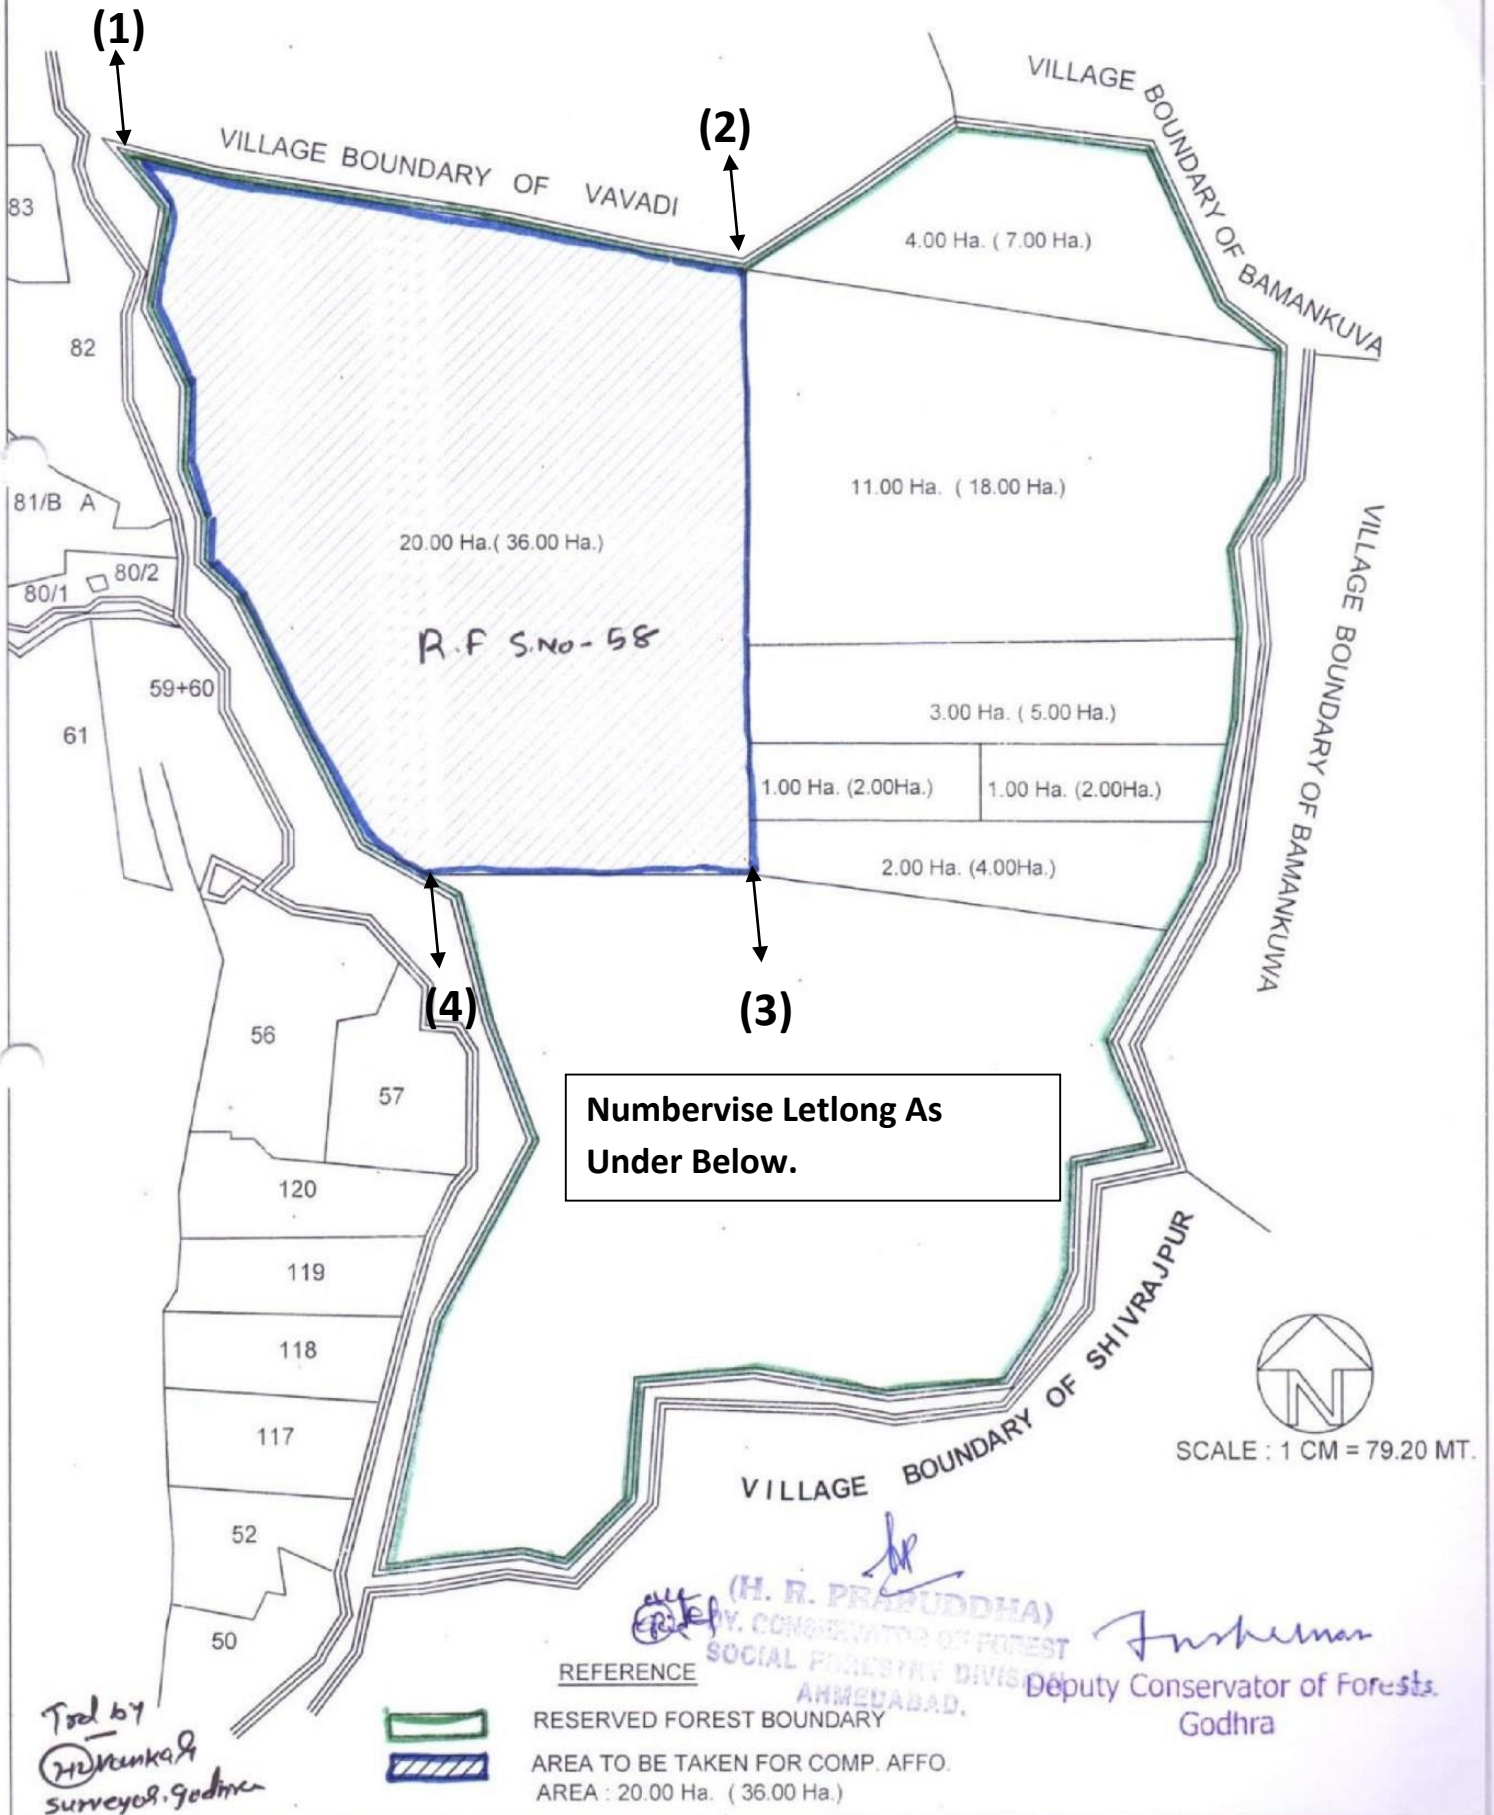 (1)
(2)
VILLAGE BOUNDARY OF VAVADI
VILLAGE BOUNDARY OF BAMANKUVA
4.00 Ha. ( 7.00 Ha.)
83
82
11.00 Ha. ( 18.00 Ha.)
81/B A
20.00 Ha.( 36.00 Ha.)
80/2
80/1
R.F S.No - 58
VILLAGE BOUNDARY OF BAMANKUWA
59+60
61
3.00 Ha. ( 5.00 Ha.)
1.00 Ha. (2.00Ha.)
1.00 Ha. (2.00Ha.)
2.00 Ha. (4.00Ha.)
(4)
(3)
56
57
Numbervise Letlong As
Under Below.
120
119
118
117
52
50
VILLAGE BOUNDARY OF SHIVRAJPUR
N
SCALE : 1 CM = 79.20 MT.
(H. R. PRABUDDHA)
DY. CONSERVATOR OF FOREST
SOCIAL FORESTRY DIVISION
AHMEDABAD.
Deputy Conservator of Forests.
Godhra
REFERENCE
RESERVED FOREST BOUNDARY
AREA TO BE TAKEN FOR COMP. AFFO.
AREA : 20.00 Ha. ( 36.00 Ha.)
by
surveyor. godhra